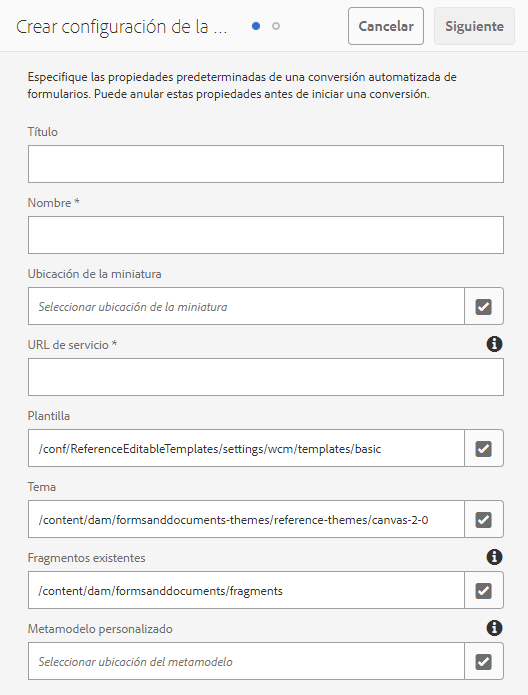 Crear configuración de la ...
Cancelar
Siguiente
Especifique las propiedades predeterminadas de una conversión automatizada de
formularios. Puede anular estas propiedades antes de iniciar una conversión.
Título
Nombre *
Ubicación de la miniatura
Seleccionar ubicación de la miniatura
URL de servicio *
Plantilla
/conf/ReferenceEditableTemplates/settings/wcm/templates/basic
Tema
/content/dam/formsanddocuments-themes/reference-themes/canvas-2-0
Fragmentos existentes
/content/dam/formsanddocuments/fragments
Metamodelo personalizado
Seleccionar ubicación del metamodelo